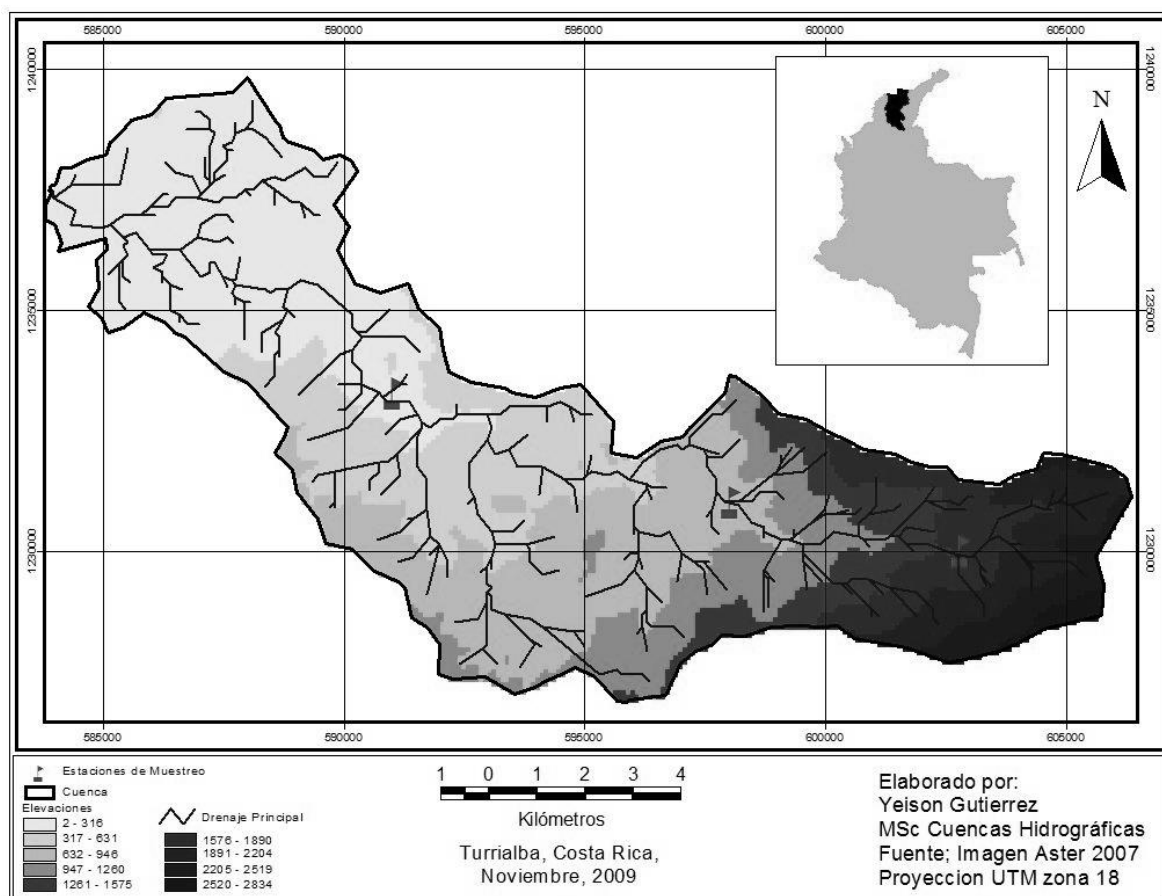 585000
590000
595000
600000
605000
1240000
1240000
N
1235000
1235000
1230000
1230000
585000
590000
595000
600000
605000
Estaciones de Muestreo
Cuenca
Elevaciones
2 - 316
317 - 631
632 - 946
947 - 1260
1261 - 1575
Drenaje Principal
1576 - 1890
1891 - 2204
2205 - 2519
2520 - 2834
1 0 1 2 3 4
Kilómetros
Turrialba, Costa Rica,
Noviembre, 2009
Elaborado por:
Yeison Gutierrez
MSc Cuencas Hidrográficas
Fuente; Imagen Aster 2007
Proyeccion UTM zona 18